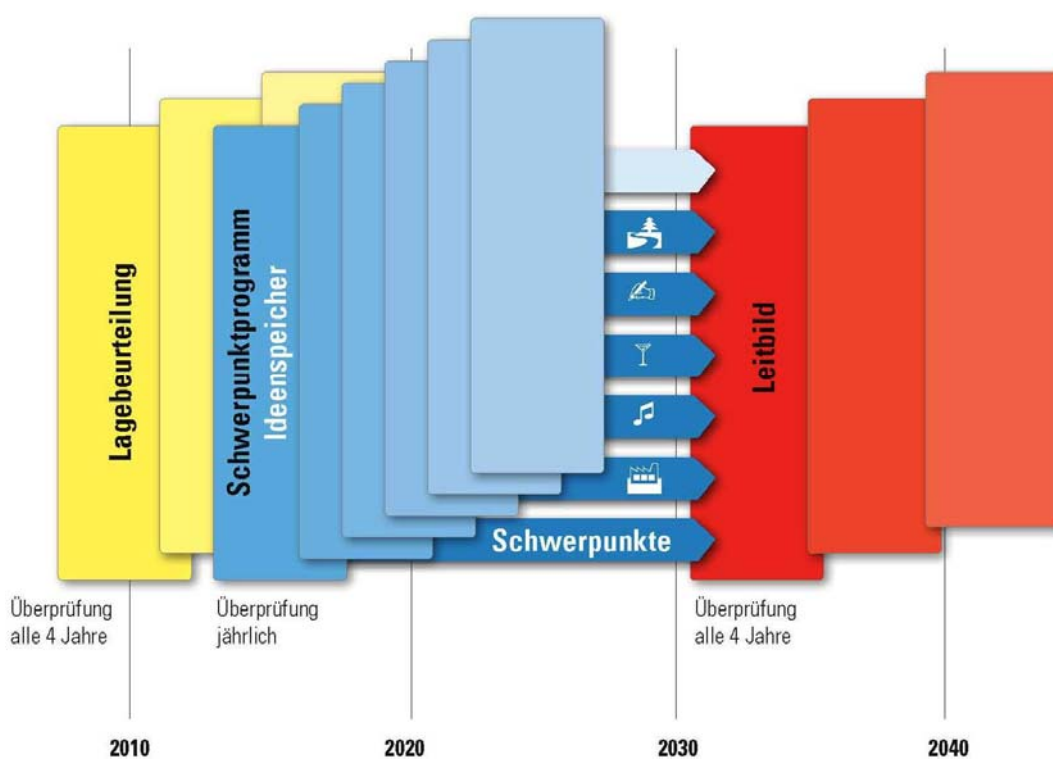 Lagebeurteilung
Schwerpunktprogramm
Ideenspeicher
Schwerpunkte
Leitbild
Überprüfung
alle 4 Jahre
Überprüfung
jährlich
Überprüfung
alle 4 Jahre
2010
2020
2030
2040